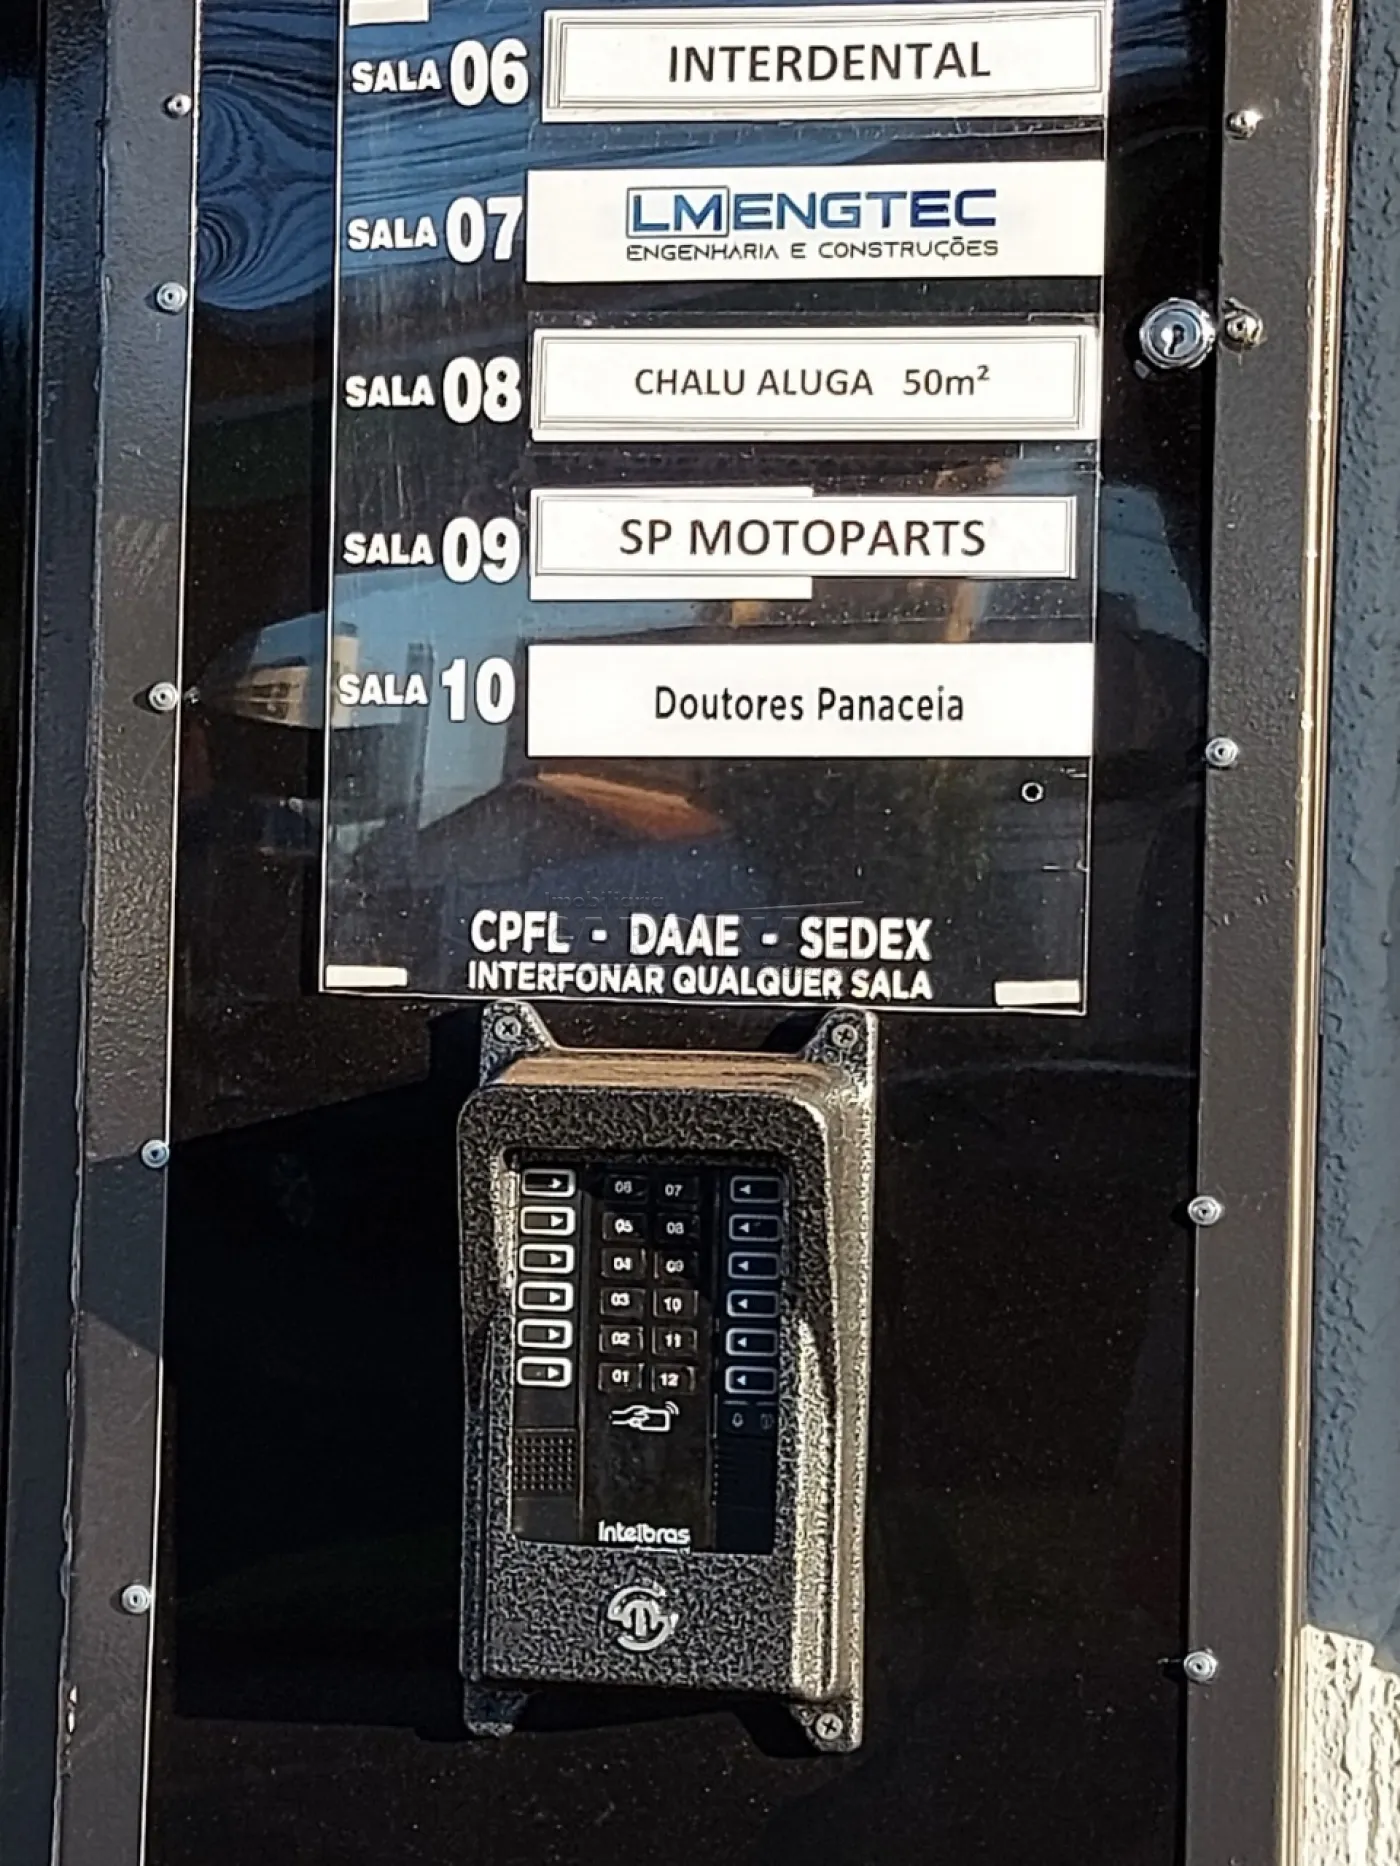 SALA 06 INTERDENTAL
SALA 07 LMENGTEC
ENGENHARIA E CONSTRUÇÕES
SALA 08 CHALU ALUGA 50m²
SALA 09 SP MOTOPARTS
SALA 10 Doutores Panaceia
imobiliária
CPFL - DAAE - SEDEX
INTERFONAR QUALQUER SALA
06 07
05 08
04 09
03 10
02 11
01 12
intelbras